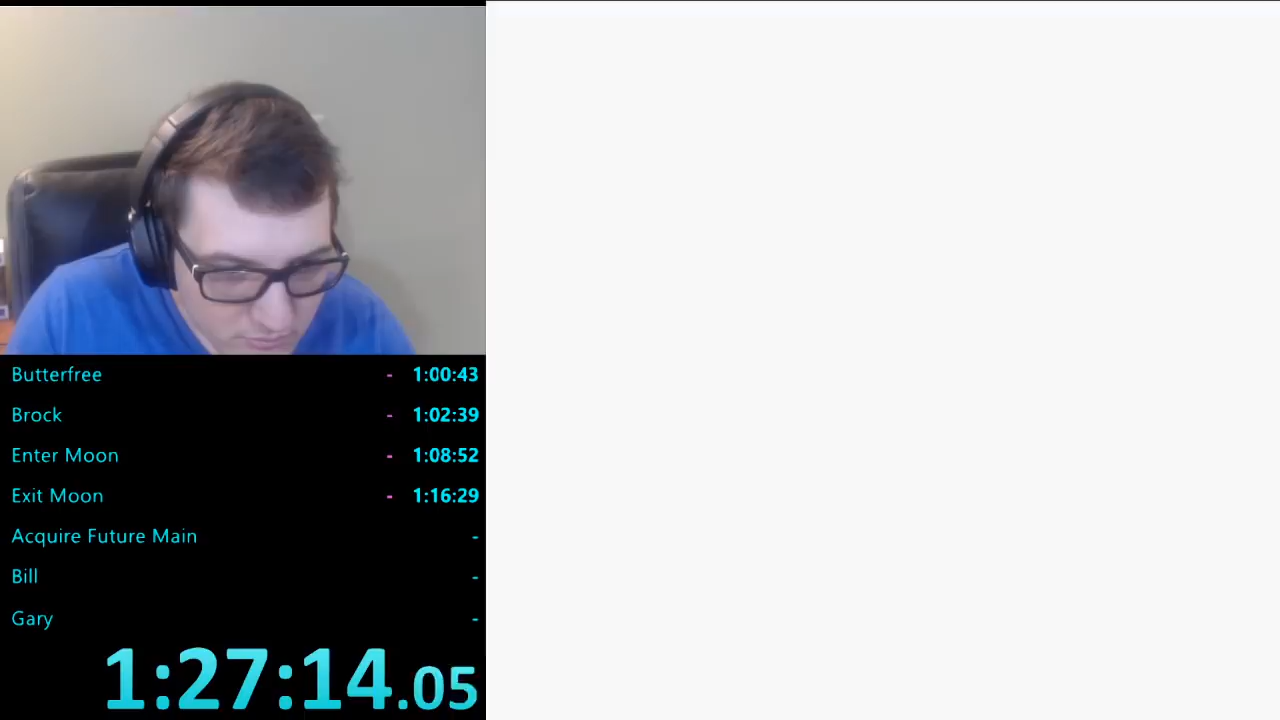 Butterfree - 1:00:43
Brock - 1:02:39
Enter Moon - 1:08:52
Exit Moon - 1:16:29
Acquire Future Main -
Bill -
Gary -
1:27:14.05